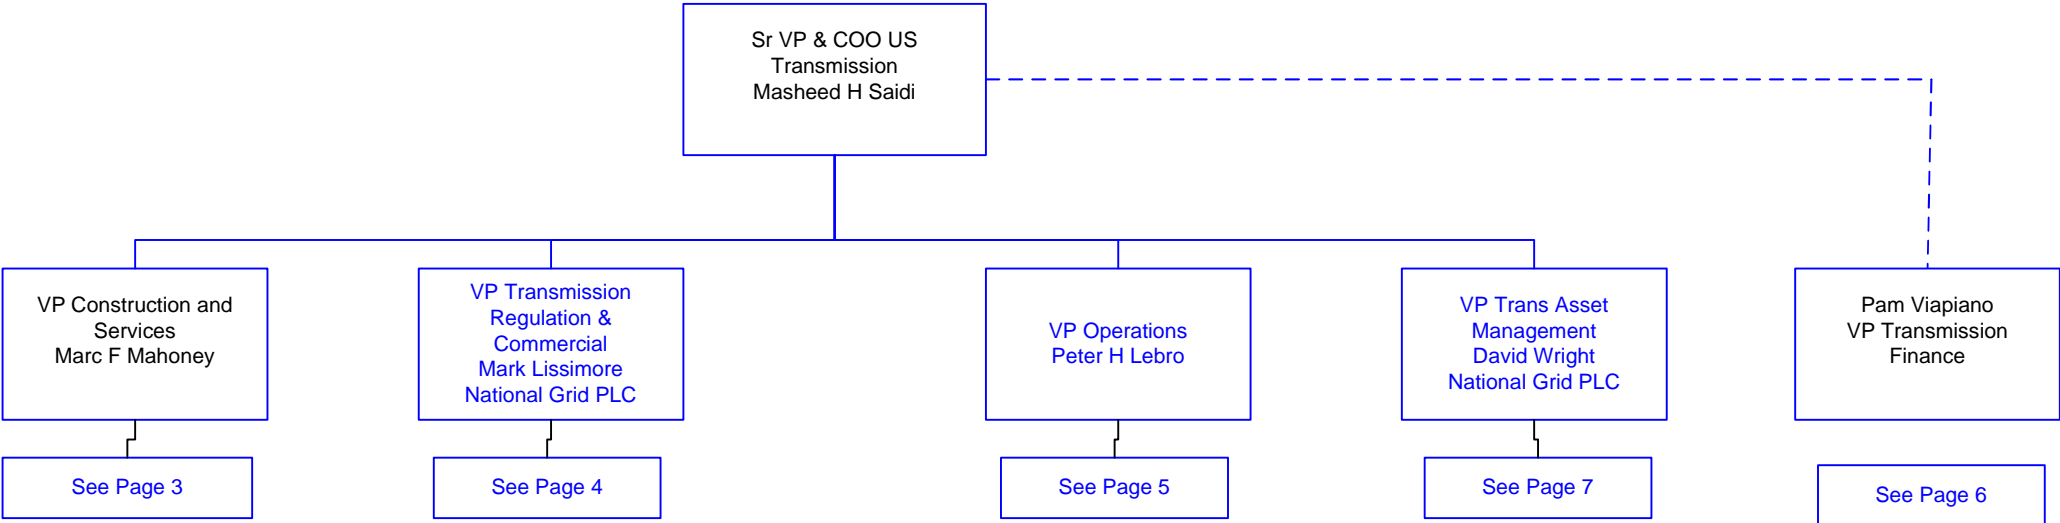 Sr VP & COO US
Transmission
Masheed H Saidi
VP Construction and
Services
Marc F Mahoney
VP Transmission
Regulation &
Commercial
Mark Lissimore
National Grid PLC
VP Operations
Peter H Lebro
VP Trans Asset
Management
David Wright
National Grid PLC
Pam Viapiano
VP Transmission
Finance
See Page 3
See Page 4
See Page 5
See Page 7
See Page 6